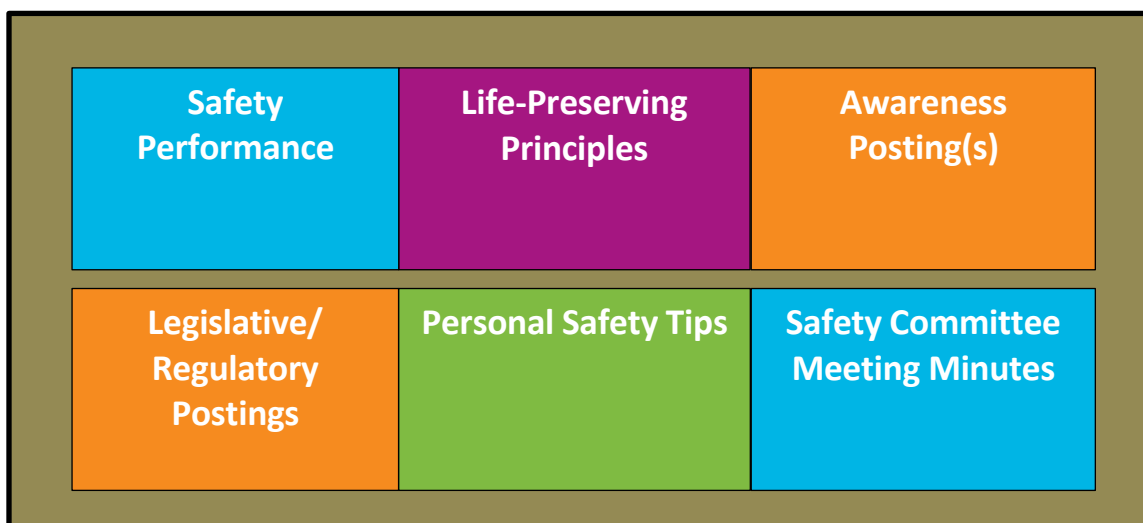 Safety
Performance
Life-Preserving
Principles
Awareness
Posting(s)
Legislative/
Regulatory
Postings
Personal Safety Tips
Safety Committee
Meeting Minutes